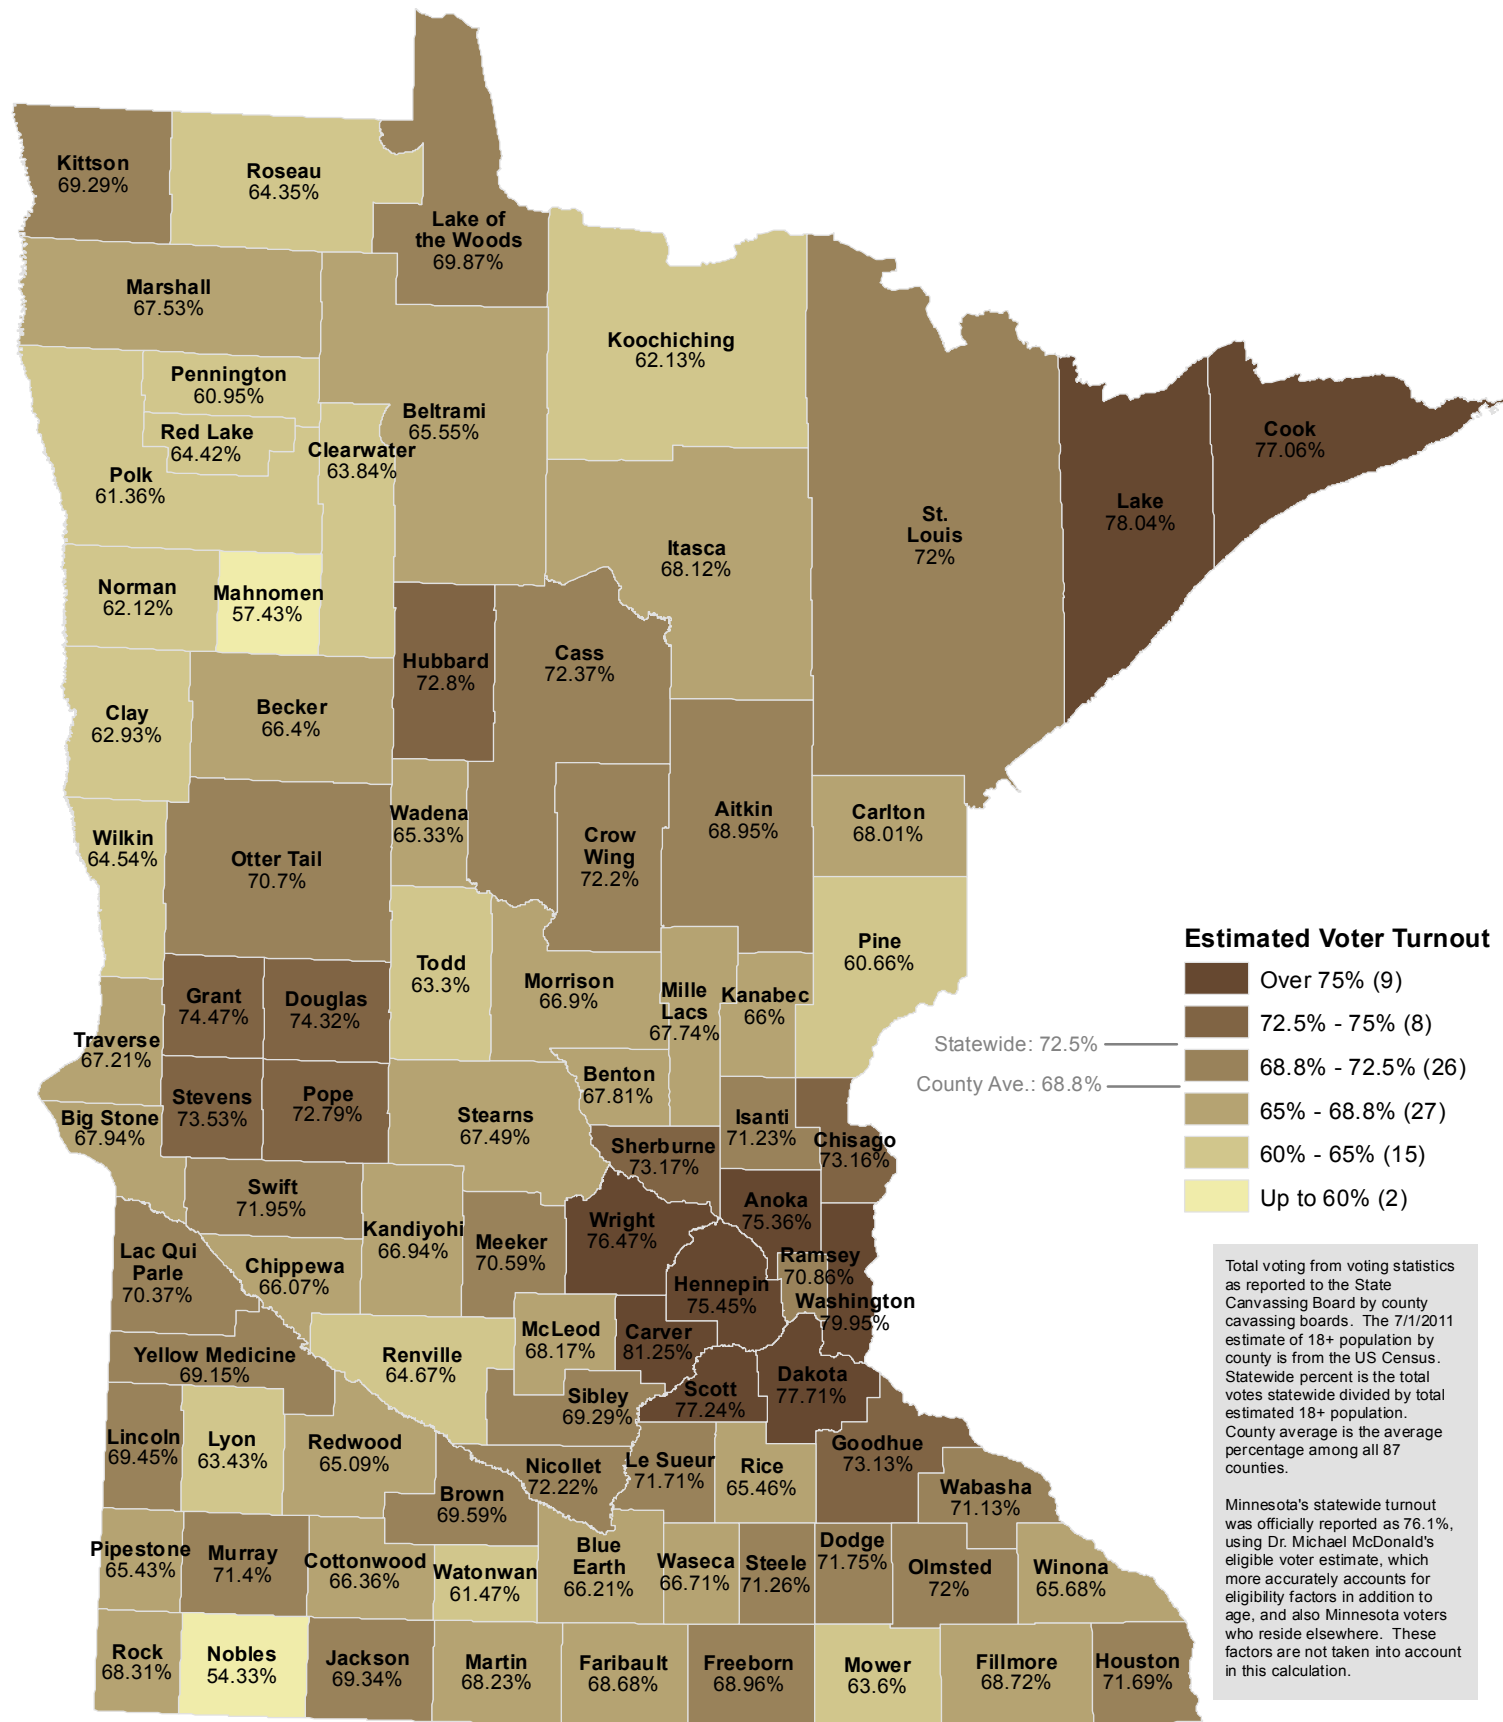 Kittson
69.29%
Roseau
64.35%
Lake of
the Woods
69.87%
Marshall
67.53%
Koochiching
62.13%
Pennington
60.95%
Beltrami
65.55%
Red Lake
64.42%
Clearwater
63.84%
Polk
61.36%
Cook
77.06%
Lake
78.04%
St.
Louis
72%
Itasca
68.12%
Norman
62.12%
Mahnomen
57.43%
Hubbard
72.8%
Cass
72.37%
Clay
62.93%
Becker
66.4%
Wadena
65.33%
Aitkin
68.95%
Carlton
68.01%
Wilkin
64.54%
Otter Tail
70.7%
Crow
Wing
72.2%
Todd
63.3%
Morrison
66.9%
Mille
Lacs
67.74%
Kanabec
66%
Pine
60.66%
Grant
74.47%
Douglas
74.32%
Traverse
67.21%
Stevens
73.53%
Pope
72.79%
Big Stone
67.94%
Stearns
67.49%
Benton
67.81%
Isanti
71.23%
Chisago
73.16%
Sherburne
73.17%
Swift
71.95%
Kandiyohi
66.94%
Meeker
70.59%
Wright
76.47%
Anoka
75.36%
Lac Qui
Parle
70.37%
Chippewa
66.07%
Ramsey
70.86%
Hennepin
75.45%
Washington
79.95%
Yellow Medicine
69.15%
Renville
64.67%
McLeod
68.17%
Carver
81.25%
Scott
77.24%
Dakota
77.71%
Sibley
69.29%
Lincoln
69.45%
Lyon
63.43%
Redwood
65.09%
Brown
69.59%
Nicollet
72.22%
Le Sueur
71.71%
Rice
65.46%
Goodhue
73.13%
Wabasha
71.13%
Pipestone
65.43%
Murray
71.4%
Cottonwood
66.36%
Watonwan
61.47%
Blue
Earth
66.21%
Waseca
66.71%
Steele
71.26%
Dodge
71.75%
Olmsted
72%
Winona
65.68%
Rock
68.31%
Nobles
54.33%
Jackson
69.34%
Martin
68.23%
Faribault
68.68%
Freeborn
68.96%
Mower
63.6%
Fillmore
68.72%
Houston
71.69%
Estimated Voter Turnout
Over 75% (9)
72.5% - 75% (8)
Statewide: 72.5%
68.8% - 72.5% (26)
County Ave.: 68.8%
65% - 68.8% (27)
60% - 65% (15)
Up to 60% (2)
Total voting from voting statistics
as reported to the State
Canvassing Board by county
cavassing boards. The 7/1/2011
estimate of 18+ population by
county is from the US Census.
Statewide percent is the total
votes statewide divided by total
estimated 18+ population.
County average is the average
percentage among all 87
counties.
Minnesota's statewide turnout
was officially reported as 76.1%,
using Dr. Michael McDonald's
eligible voter estimate, which
more accurately accounts for
eligibility factors in addition to
age, and also Minnesota voters
who reside elsewhere. These
factors are not taken into account
in this calculation.